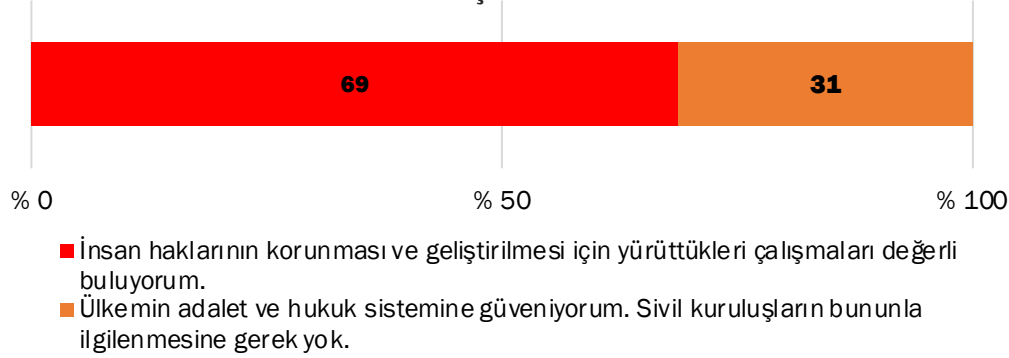 69
31
% 0
% 50
% 100
İnsan haklarının korunması ve geliştirilmesi için yürüttükleri çalışmaları değerli
buluyorum.
Ülkemin adalet ve hukuk sistemine güveniyorum. Sivil kuruluşların bununla
ilgilenmesine gerek yok.